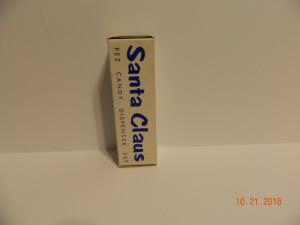 Santa Claus
PEZ CANDY DISPENSER SET
10.21.2018